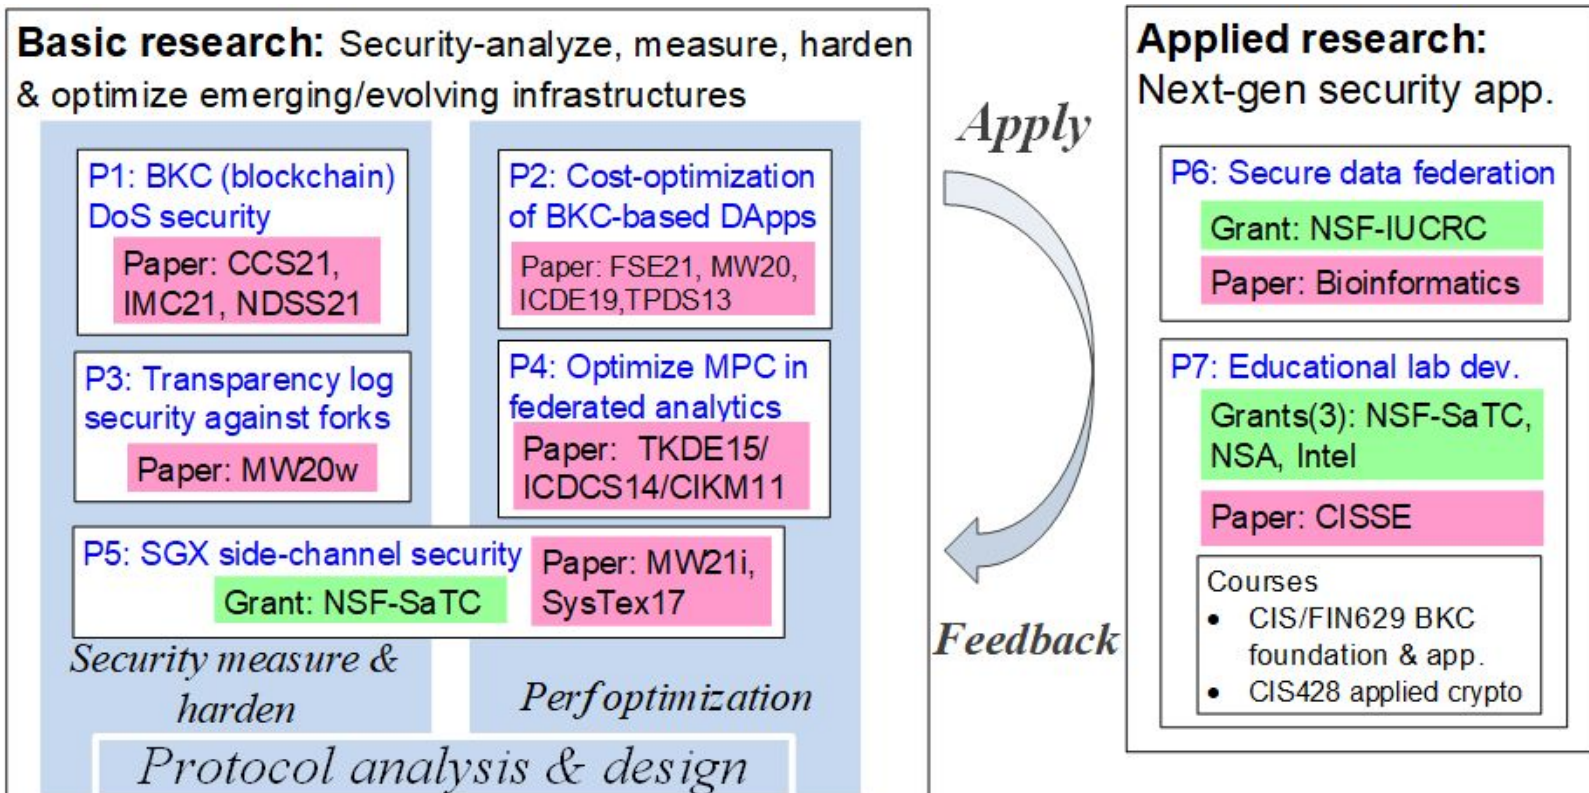 Basic research: Security-analyze, measure, harden
& optimize emerging/evolving infrastructures
P1: BKC (blockchain)
DoS security
Paper: CCS21,
IMC21, NDSS21
P2: Cost-optimization
of BKC-based DApps
Paper: FSE21, MW20,
ICDE19,TPDS13
P3: Transparency log
security against forks
Paper: MW20w
P4: Optimize MPC in
federated analytics
Paper: TKDE15/
ICDCS14/CIKM11
P5: SGX side-channel security
Grant: NSF-SaTC
Paper: MW21i,
SysTex17
Security measure &
harden
Perf optimization
Protocol analysis & design
Apply
Feedback
Applied research:
Next-gen security app.
P6: Secure data federation
Grant: NSF-IUCRC
Paper: Bioinformatics
P7: Educational lab dev.
Grants(3): NSF-SaTC,
NSA, Intel
Paper: CISSE
Courses
• CIS/FIN629 BKC
foundation & app.
• CIS428 applied crypto